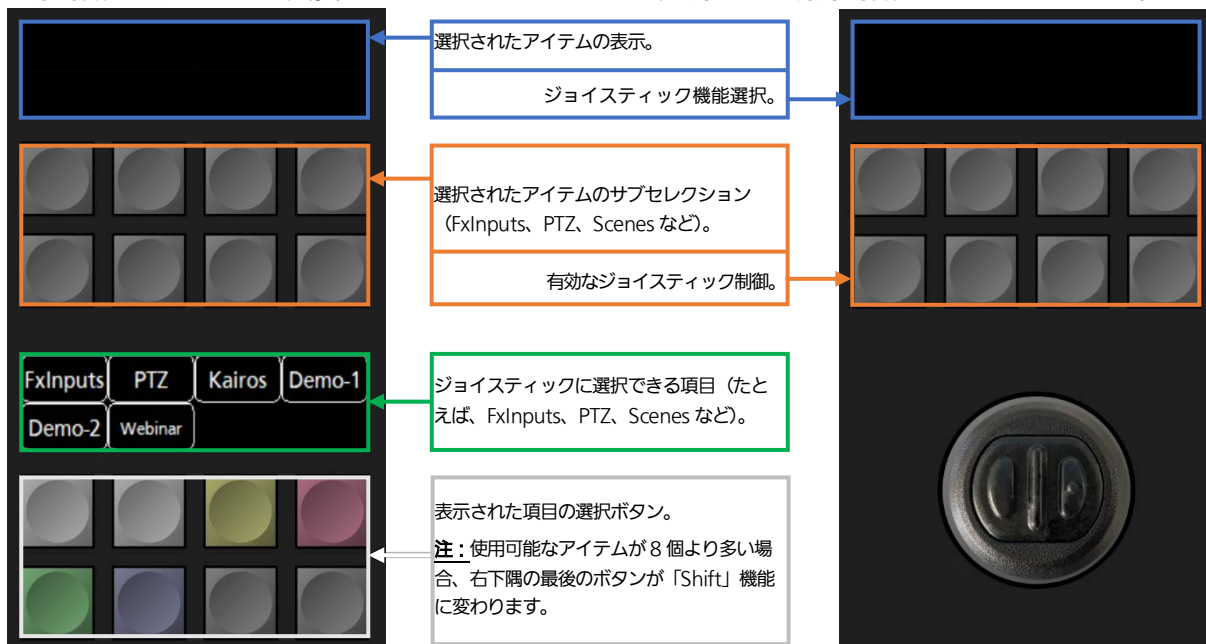 選択されたアイテムの表示。
ジョイスティック機能選択。
選択されたアイテムのサブセレクション
（FxInputs、PTZ、Scenes など）。
有効なジョイスティック制御。
FxInputs PTZ Kairos Demo-1
Demo-2 Webinar
ジョイスティックに選択できる項目（たと
えば、FxInputs、PTZ、Scenes など）。
表示された項目の選択ボタン。
注：使用可能なアイテムが 8 個より多い場
合、右下隅の最後のボタンが「Shift」機能
に変わります。